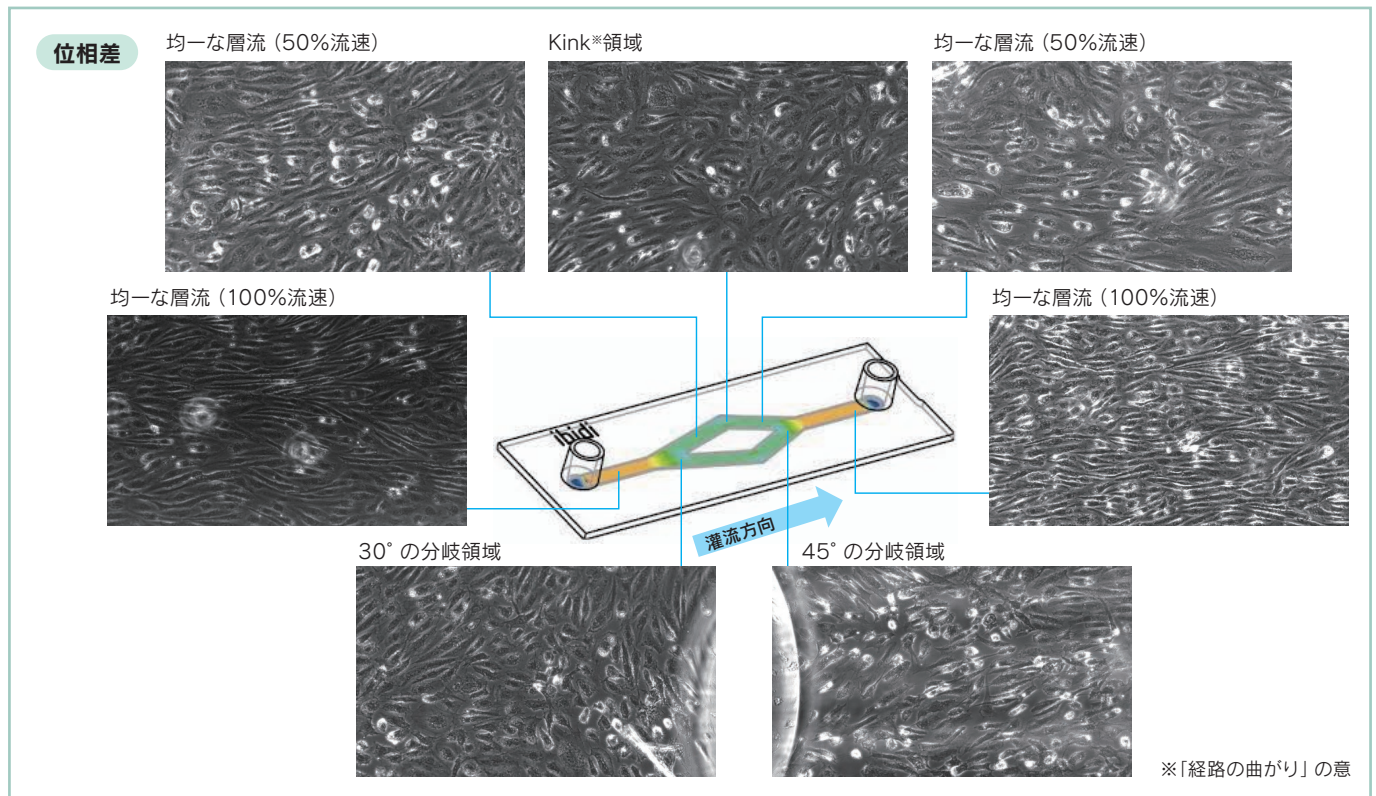 位相差
均一な層流（50%流速）
Kink※領域
均一な層流（50%流速）
均一な層流（100%流速）
均一な層流（100%流速）
ibidi
灌流方向
30°の分岐領域
45°の分岐領域
※「経路の曲がり」の意